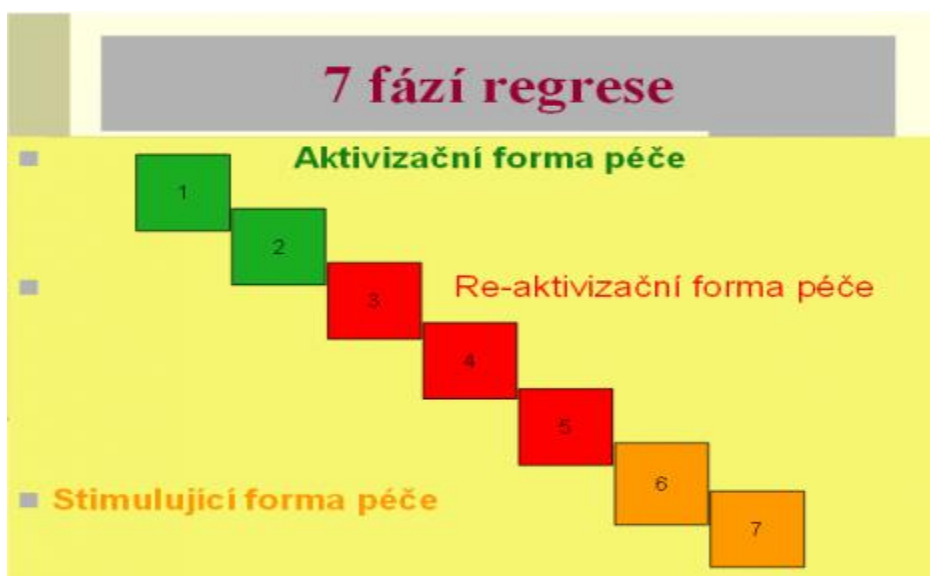 7 fází regrese
Aktivizační forma péče
1
2
Re-aktivizační forma péče
3
4
5
6
Stimulující forma péče
7